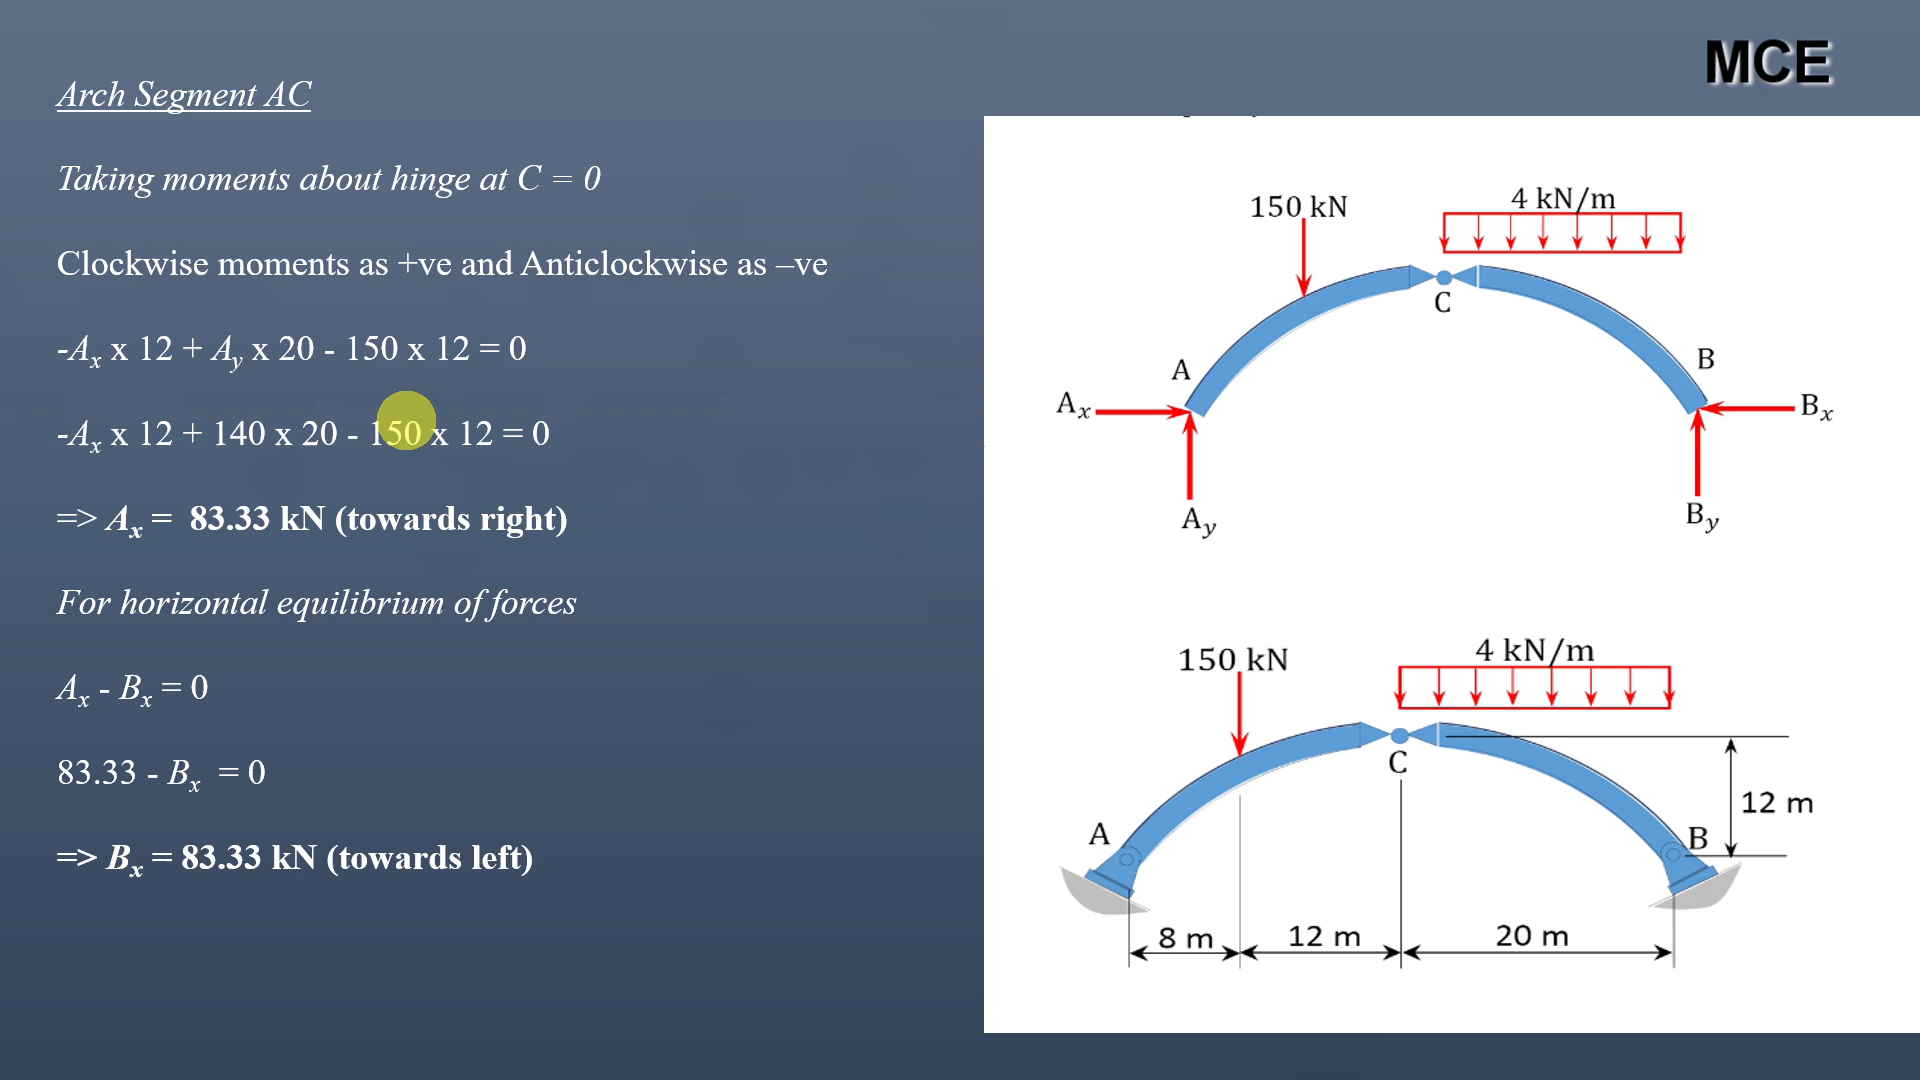 MCE
Arch Segment AC
Taking moments about hinge at C = 0
Clockwise moments as +ve and Anticlockwise as –ve
-Aₓ x 12 + Aᵧ x 20 - 150 x 12 = 0
-Aₓ x 12 + 140 x 20 - 150 x 12 = 0
=> Aₓ = 83.33 kN (towards right)
For horizontal equilibrium of forces
Aₓ - Bₓ = 0
83.33 - Bₓ = 0
=> Bₓ = 83.33 kN (towards left)
150 kN
4 kN/m
C
A
B
Aₓ
Bₓ
Aᵧ
Bᵧ
150 kN
4 kN/m
C
12 m
A
B
8 m
12 m
20 m